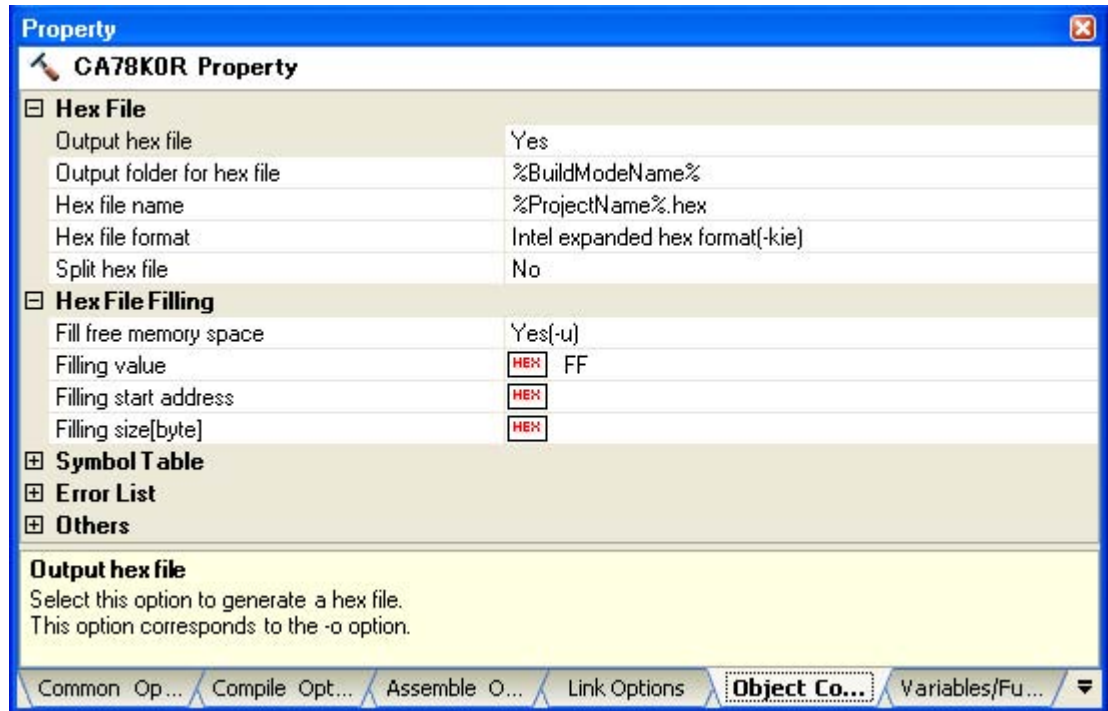 Property
CA78K0R Property
Hex File
Output hex file Yes
Output folder for hex file %BuildModeName%
Hex file name %ProjectName%.hex
Hex file format Intel expanded hex format(-kie)
Split hex file No
Hex File Filling
Fill free memory space Yes(-u)
Filling value HEX FF
Filling start address HEX
Filling size[byte] HEX
Symbol Table
Error List
Others
Output hex file
Select this option to generate a hex file.
This option corresponds to the -o option.
Common Op... Compile Opt... Assemble O... Link Options Object Co... Variables/Fu...